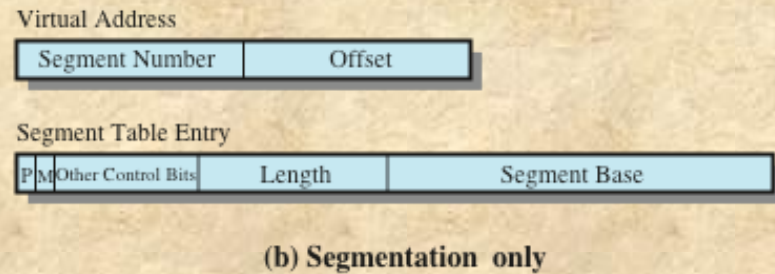 Virtual Address
Segment Number Offset
Segment Table Entry
P M Other Control Bits Length Segment Base
(b) Segmentation only